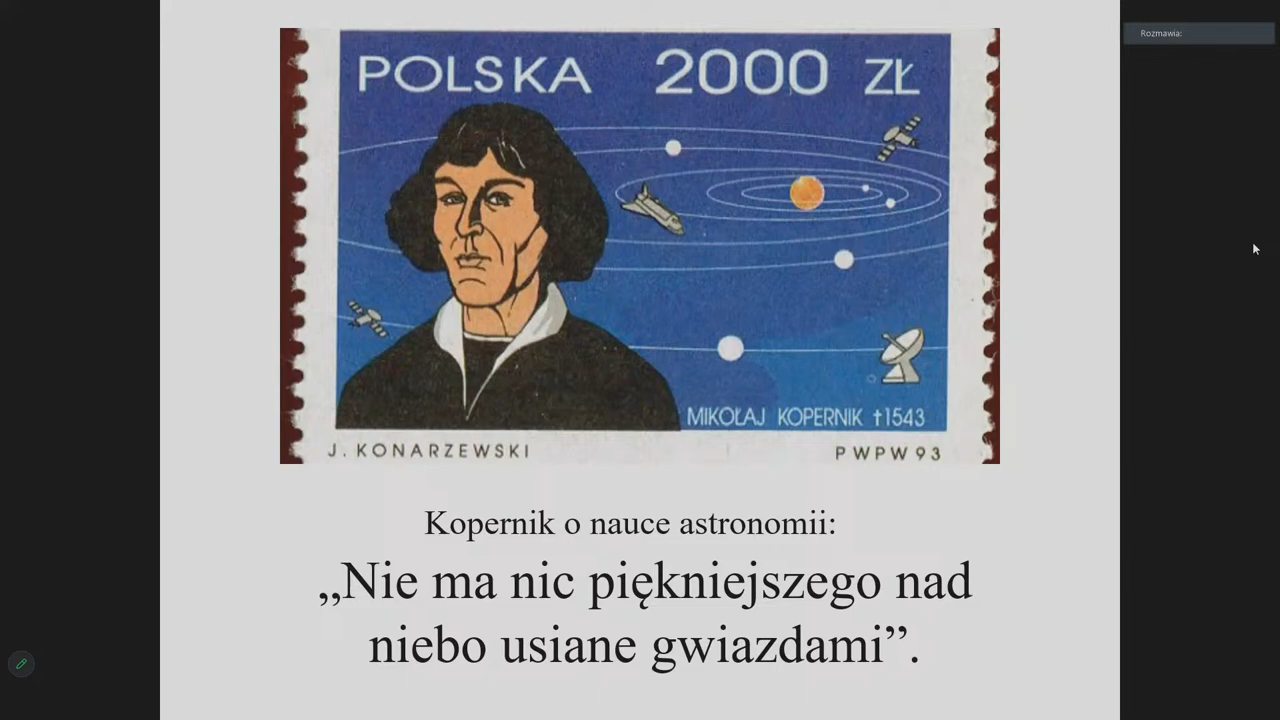 Rozmawia:
POLSKA 2000 ZŁ
MIKOŁAJ KOPERNIK †1543
J. KONARZEWSKI PWPW 93
Kopernik o nauce astronomii:
„Nie ma nic piękniejszego nad
niebo usiane gwiazdami”.